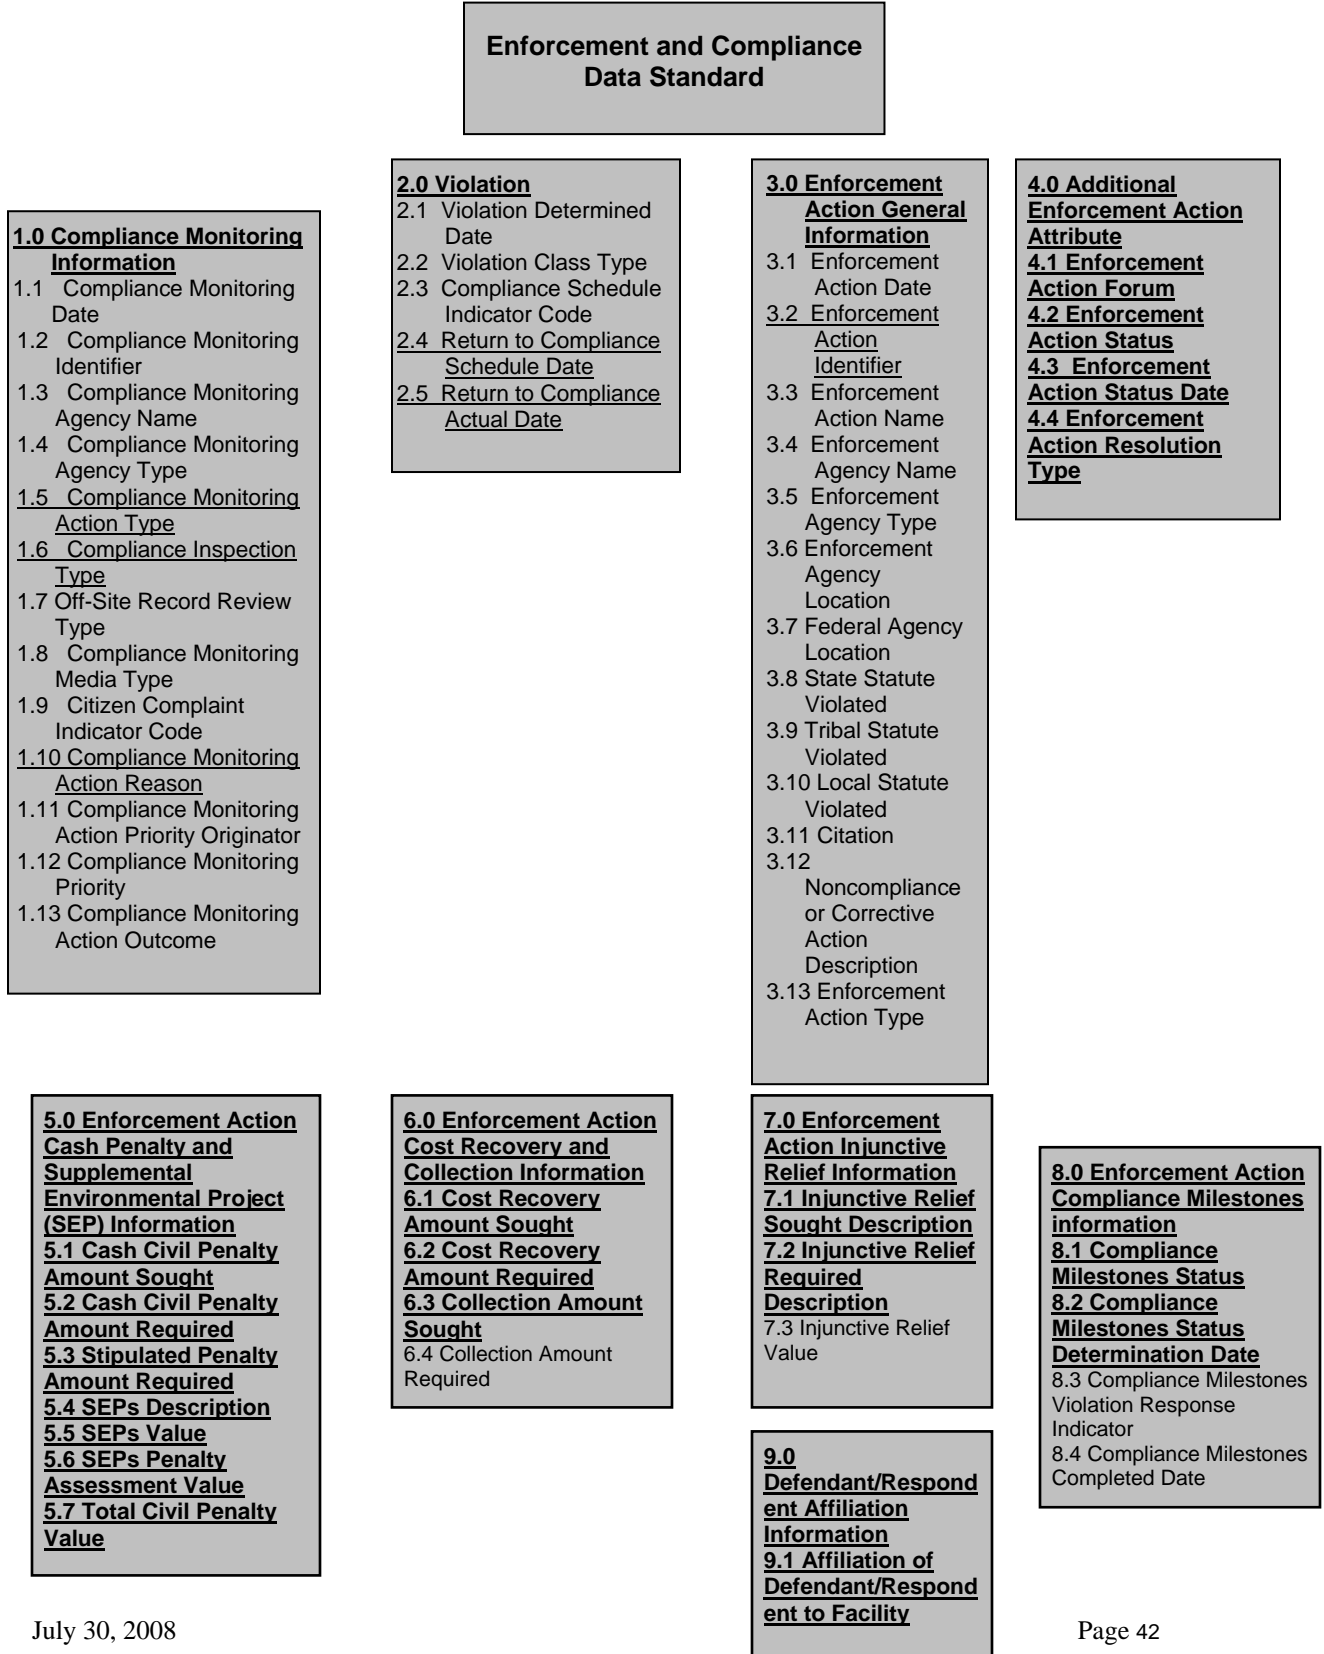 Enforcement and Compliance
Data Standard
1.0 Compliance Monitoring
Information
1.1 Compliance Monitoring
Date
1.2 Compliance Monitoring
Identifier
1.3 Compliance Monitoring
Agency Name
1.4 Compliance Monitoring
Agency Type
1.5 Compliance Monitoring
Action Type
1.6 Compliance Inspection
Type
1.7 Off-Site Record Review
Type
1.8 Compliance Monitoring
Media Type
1.9 Citizen Complaint
Indicator Code
1.10 Compliance Monitoring
Action Reason
1.11 Compliance Monitoring
Action Priority Originator
1.12 Compliance Monitoring
Priority
1.13 Compliance Monitoring
Action Outcome
2.0 Violation
2.1 Violation Determined
Date
2.2 Violation Class Type
2.3 Compliance Schedule
Indicator Code
2.4 Return to Compliance
Schedule Date
2.5 Return to Compliance
Actual Date
3.0 Enforcement
Action General
Information
3.1 Enforcement
Action Date
3.2 Enforcement
Action
Identifier
3.3 Enforcement
Action Name
3.4 Enforcement
Agency Name
3.5 Enforcement
Agency Type
3.6 Enforcement
Agency
Location
3.7 Federal Agency
Location
3.8 State Statute
Violated
3.9 Tribal Statute
Violated
3.10 Local Statute
Violated
3.11 Citation
3.12
Noncompliance
or Corrective
Action
Description
3.13 Enforcement
Action Type
4.0 Additional
Enforcement Action
Attribute
4.1 Enforcement
Action Forum
4.2 Enforcement
Action Status
4.3 Enforcement
Action Status Date
4.4 Enforcement
Action Resolution
Type
5.0 Enforcement Action
Cash Penalty and
Supplemental
Environmental Project
(SEP) Information
5.1 Cash Civil Penalty
Amount Sought
5.2 Cash Civil Penalty
Amount Required
5.3 Stipulated Penalty
Amount Required
5.4 SEPs Description
5.5 SEPs Value
5.6 SEPs Penalty
Assessment Value
5.7 Total Civil Penalty
Value
6.0 Enforcement Action
Cost Recovery and
Collection Information
6.1 Cost Recovery
Amount Sought
6.2 Cost Recovery
Amount Required
6.3 Collection Amount
Sought
6.4 Collection Amount
Required
7.0 Enforcement
Action Injunctive
Relief Information
7.1 Injunctive Relief
Sought Description
7.2 Injunctive Relief
Required
Description
7.3 Injunctive Relief
Value
8.0 Enforcement Action
Compliance Milestones
information
8.1 Compliance
Milestones Status
8.2 Compliance
Milestones Status
Determination Date
8.3 Compliance Milestones
Violation Response
Indicator
8.4 Compliance Milestones
Completed Date
9.0
Defendant/Respond
ent Affiliation
Information
9.1 Affiliation of
Defendant/Respond
ent to Facility
July 30, 2008
Page 42